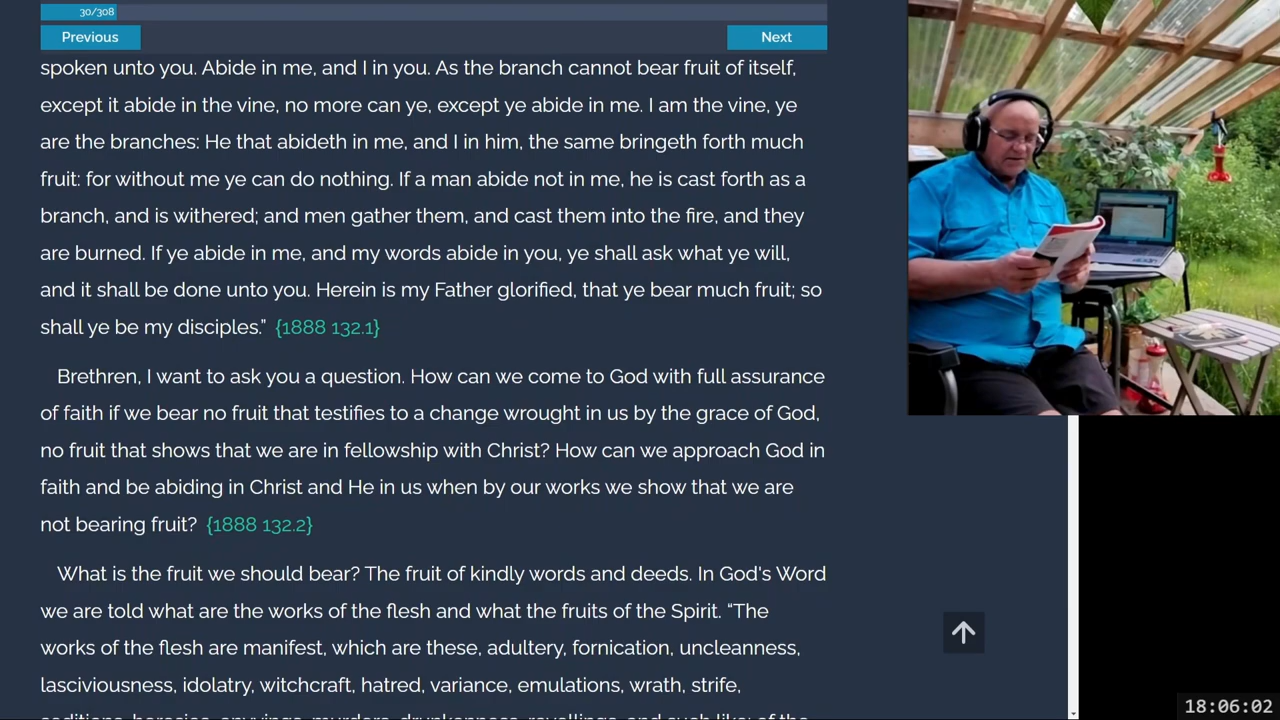 30/308
Previous
Next
spoken unto you. Abide in me, and I in you. As the branch cannot bear fruit of itself,
except it abide in the vine, no more can ye, except ye abide in me. I am the vine, ye
are the branches: He that abideth in me, and I in him, the same bringeth forth much
fruit: for without me ye can do nothing. If a man abide not in me, he is cast forth as a
branch, and is withered; and men gather them, and cast them into the fire, and they
are burned. If ye abide in me, and my words abide in you, ye shall ask what ye will,
and it shall be done unto you. Herein is my Father glorified, that ye bear much fruit; so
shall ye be my disciples.” {1888 132.1}
Brethren, I want to ask you a question. How can we come to God with full assurance
of faith if we bear no fruit that testifies to a change wrought in us by the grace of God,
no fruit that shows that we are in fellowship with Christ? How can we approach God in
faith and be abiding in Christ and He in us when by our works we show that we are
not bearing fruit? {1888 132.2}
What is the fruit we should bear? The fruit of kindly words and deeds. In God's Word
we are told what are the works of the flesh and what the fruits of the Spirit. “The
works of the flesh are manifest, which are these, adultery, fornication, uncleanness,
lasciviousness, idolatry, witchcraft, hatred, variance, emulations, wrath, strife,
seditions, heresies, envyings, murders, drunkenness, revellings, and such like: of the
18:06:02